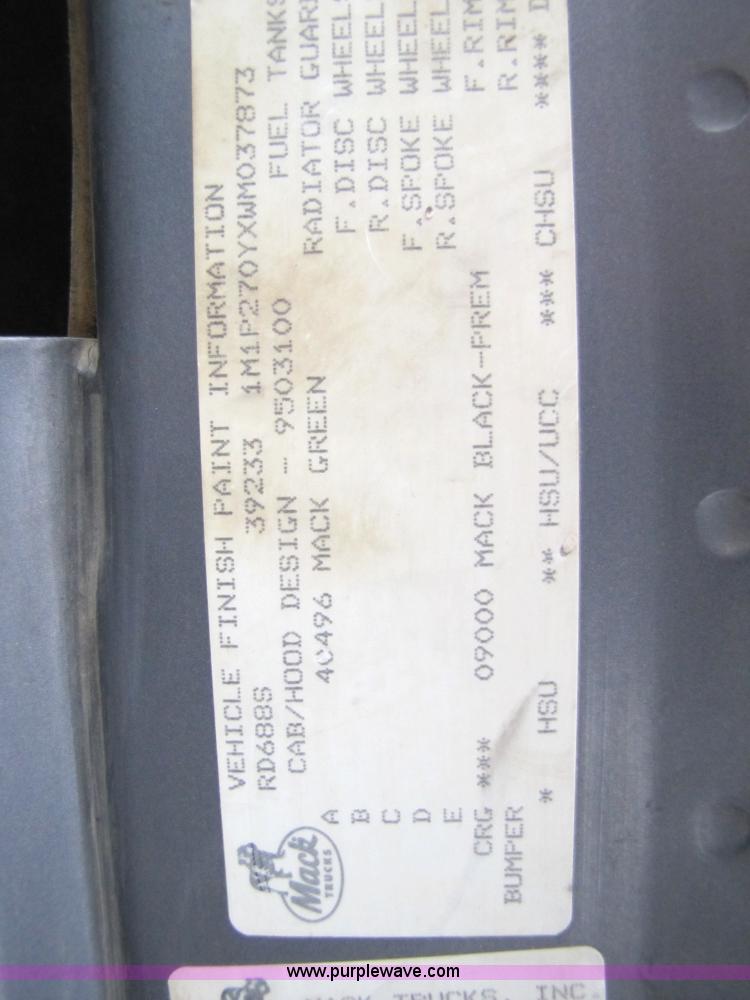 VEHICLE FINISH PAINT INFORMATION
RD688S 39233 1M1P270YXWM037873
CAB/HOOD DESIGN - 9503100 FUEL TANKS
A 4C496 MACK GREEN RADIATOR GUARD
B F.DISC WHEELS
C R.DISC WHEEL
D F.SPOKE WHEEL
E R.SPOKE WHEEL
CRG *** 09000 MACK BLACK-PREM F.RIM
BUMPER R.RIM
* HSU ** HSU/UCC *** CHSU **** D
Mack
TRUCKS
MACK TRUCKS, INC.
www.purplewave.com